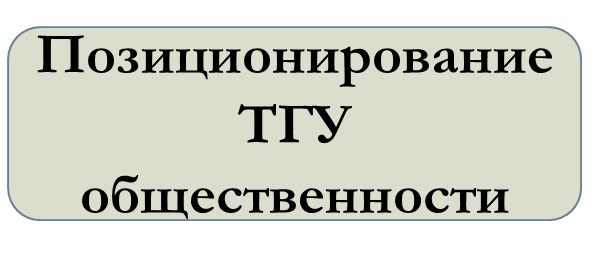 Позиционирование
ТГУ
общественности